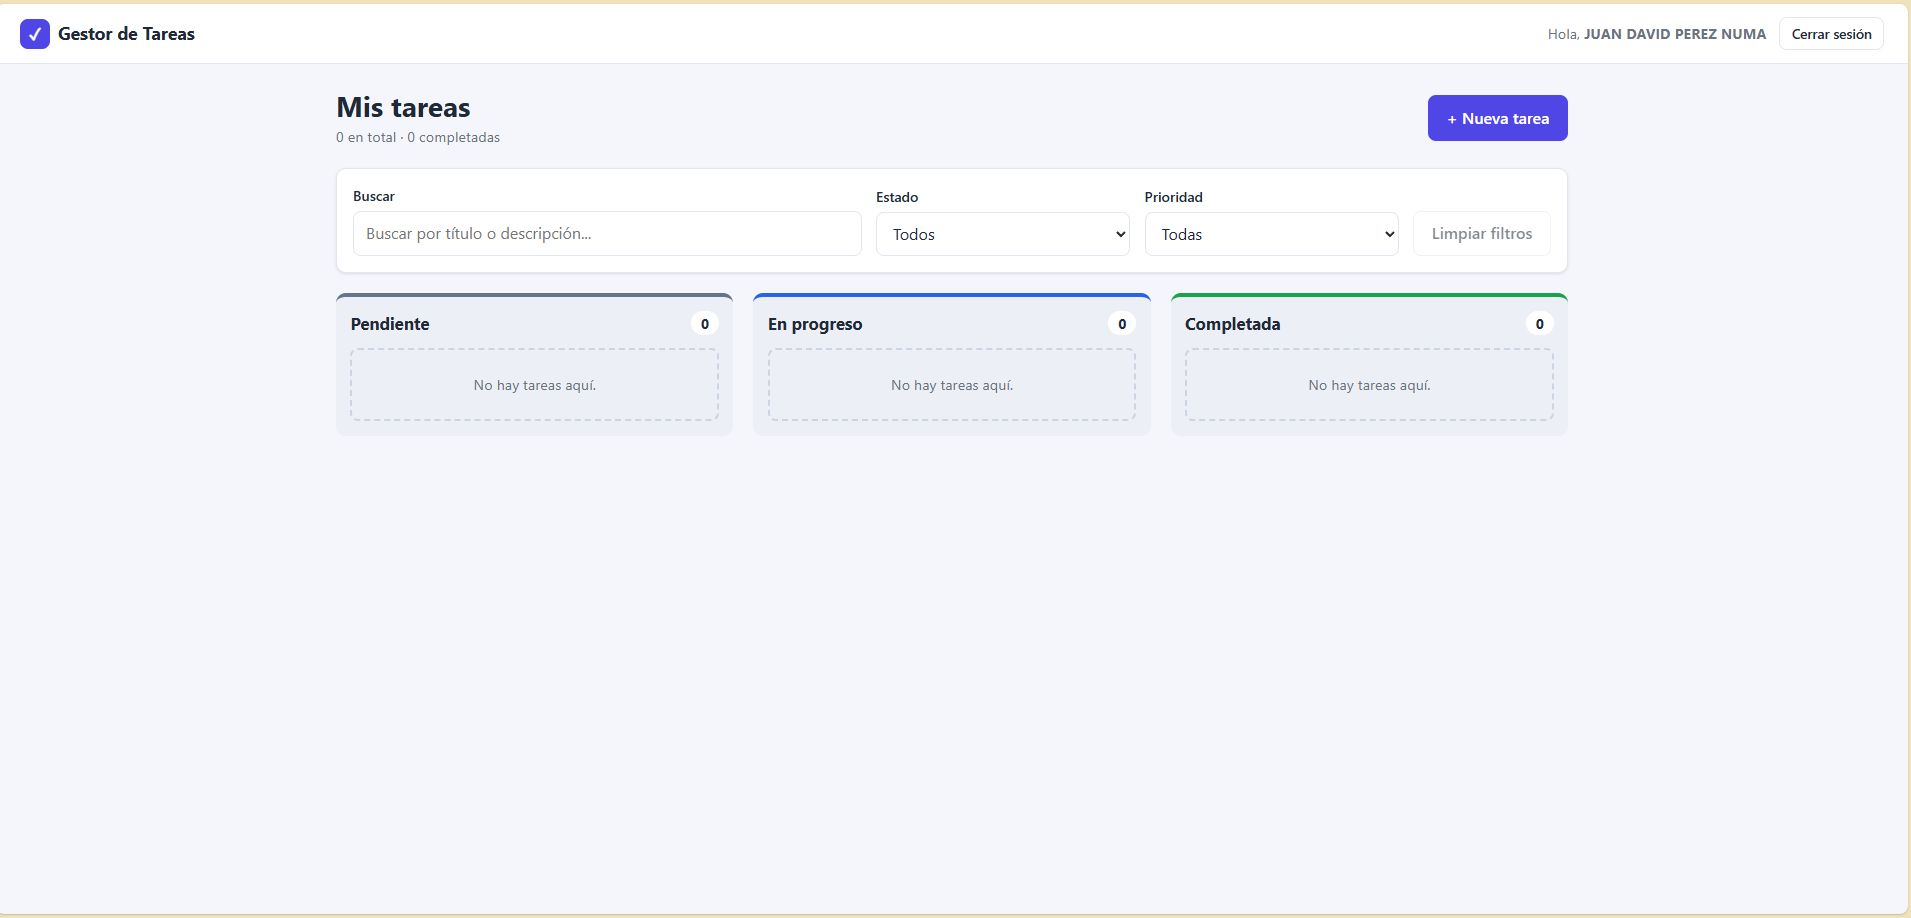 ✓ Gestor de Tareas
Hola, JUAN DAVID PEREZ NUMA
Cerrar sesión
Mis tareas
0 en total · 0 completadas
+ Nueva tarea
Buscar
Buscar por título o descripción...
Estado
Todos
Prioridad
Todas
Limpiar filtros
Pendiente 0
No hay tareas aquí.
En progreso 0
No hay tareas aquí.
Completada 0
No hay tareas aquí.